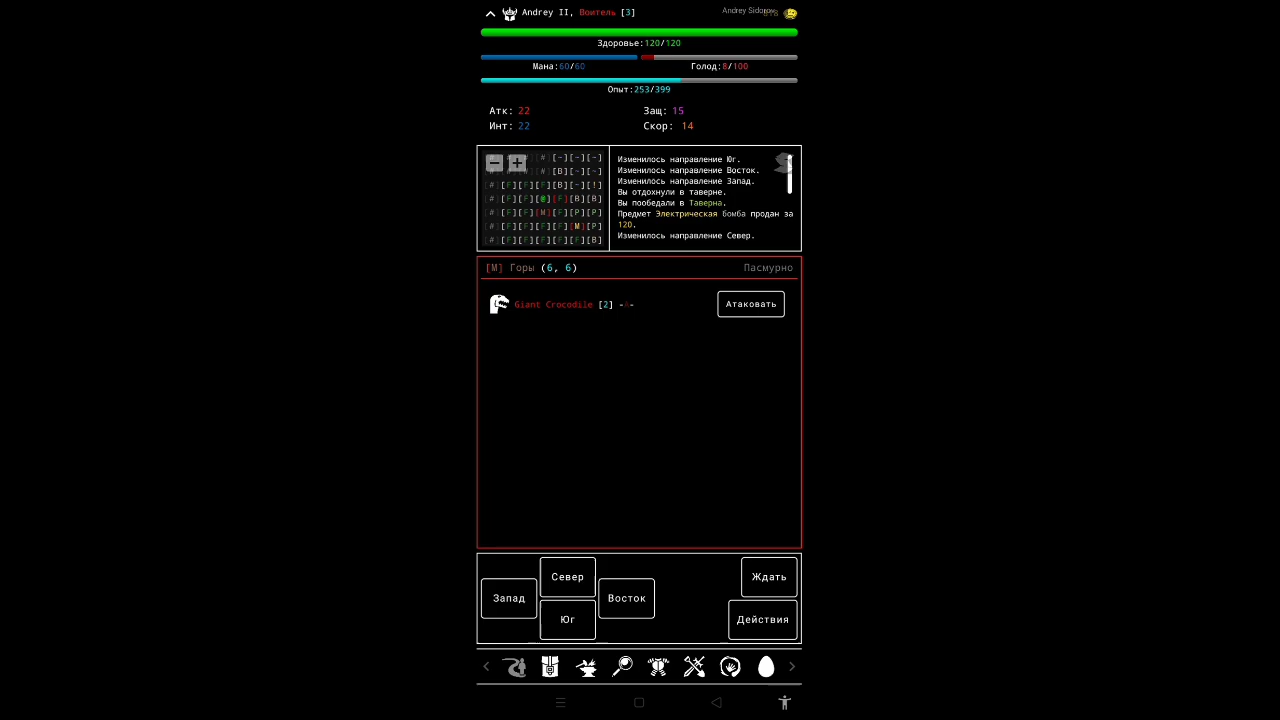 Andrey II, Воитель [3]
Andrey Sidorov
Здоровье:120/120
Мана:60/60
Голод:8/100
Опыт:253/399
Атк: 22
Защ: 15
Инт: 22
Скор: 14
# [~][~][~]
# [B][~][~]
# [F][F][F][B][~][!]
# [F][F][@][F][B][B]
# [F][F][M][F][P][P]
# [F][F][F][F][M][P]
# [F][F][F][F][F][B]
Изменилось направление Юг.
Изменилось направление Восток.
Изменилось направление Запад.
Вы отдохнули в таверне.
Вы пообедали в Таверна.
Предмет Электрическая бомба продан за
120.
Изменилось направление Север.
[M] Горы (6, 6)
Пасмурно
Giant Crocodile [2] -A-
Атаковать
Север
Ждать
Запад
Восток
Юг
Действия